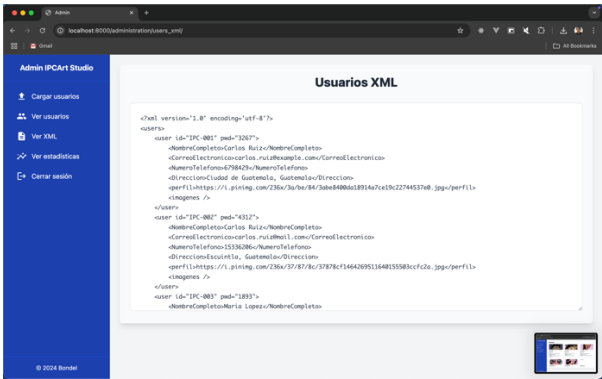 Admin
localhost:8000/administration/users_xml/
Gmail
All Bookmarks
Admin IPCArt Studio
Cargar usuarios
Ver usuarios
Ver XML
Ver estadísticas
Cerrar sesión
© 2024 Bondel
Usuarios XML
<?xml version='1.0' encoding='utf-8'?>
<users>
<user id="IPC-001" pwd="3267">
<NombreCompleto>Carlos Ruiz</NombreCompleto>
<CorreoElectronico>carlos.ruiz@example.com</CorreoElectronico>
<NumeroTelefono>6798429</NumeroTelefono>
<Direccion>Ciudad de Guatemala, Guatemala</Direccion>
<perfil>https://i.pinimg.com/236x/3a/be/84/3abe8400da18914a7ce19c22744537e0.jpg</perfil>
<imagenes />
</user>
<user id="IPC-002" pwd="4312">
<NombreCompleto>Carlos Ruiz</NombreCompleto>
<CorreoElectronico>carlos.ruiz@mail.com</CorreoElectronico>
<NumeroTelefono>15336206</NumeroTelefono>
<Direccion>Escuintla, Guatemala</Direccion>
<perfil>https://i.pinimg.com/236x/37/87/8c/37878cf1464269511640155503ccfc2a.jpg</perfil>
<imagenes />
</user>
<user id="IPC-003" pwd="1893">
<NombreCompleto>Maria Lopez</NombreCompleto>